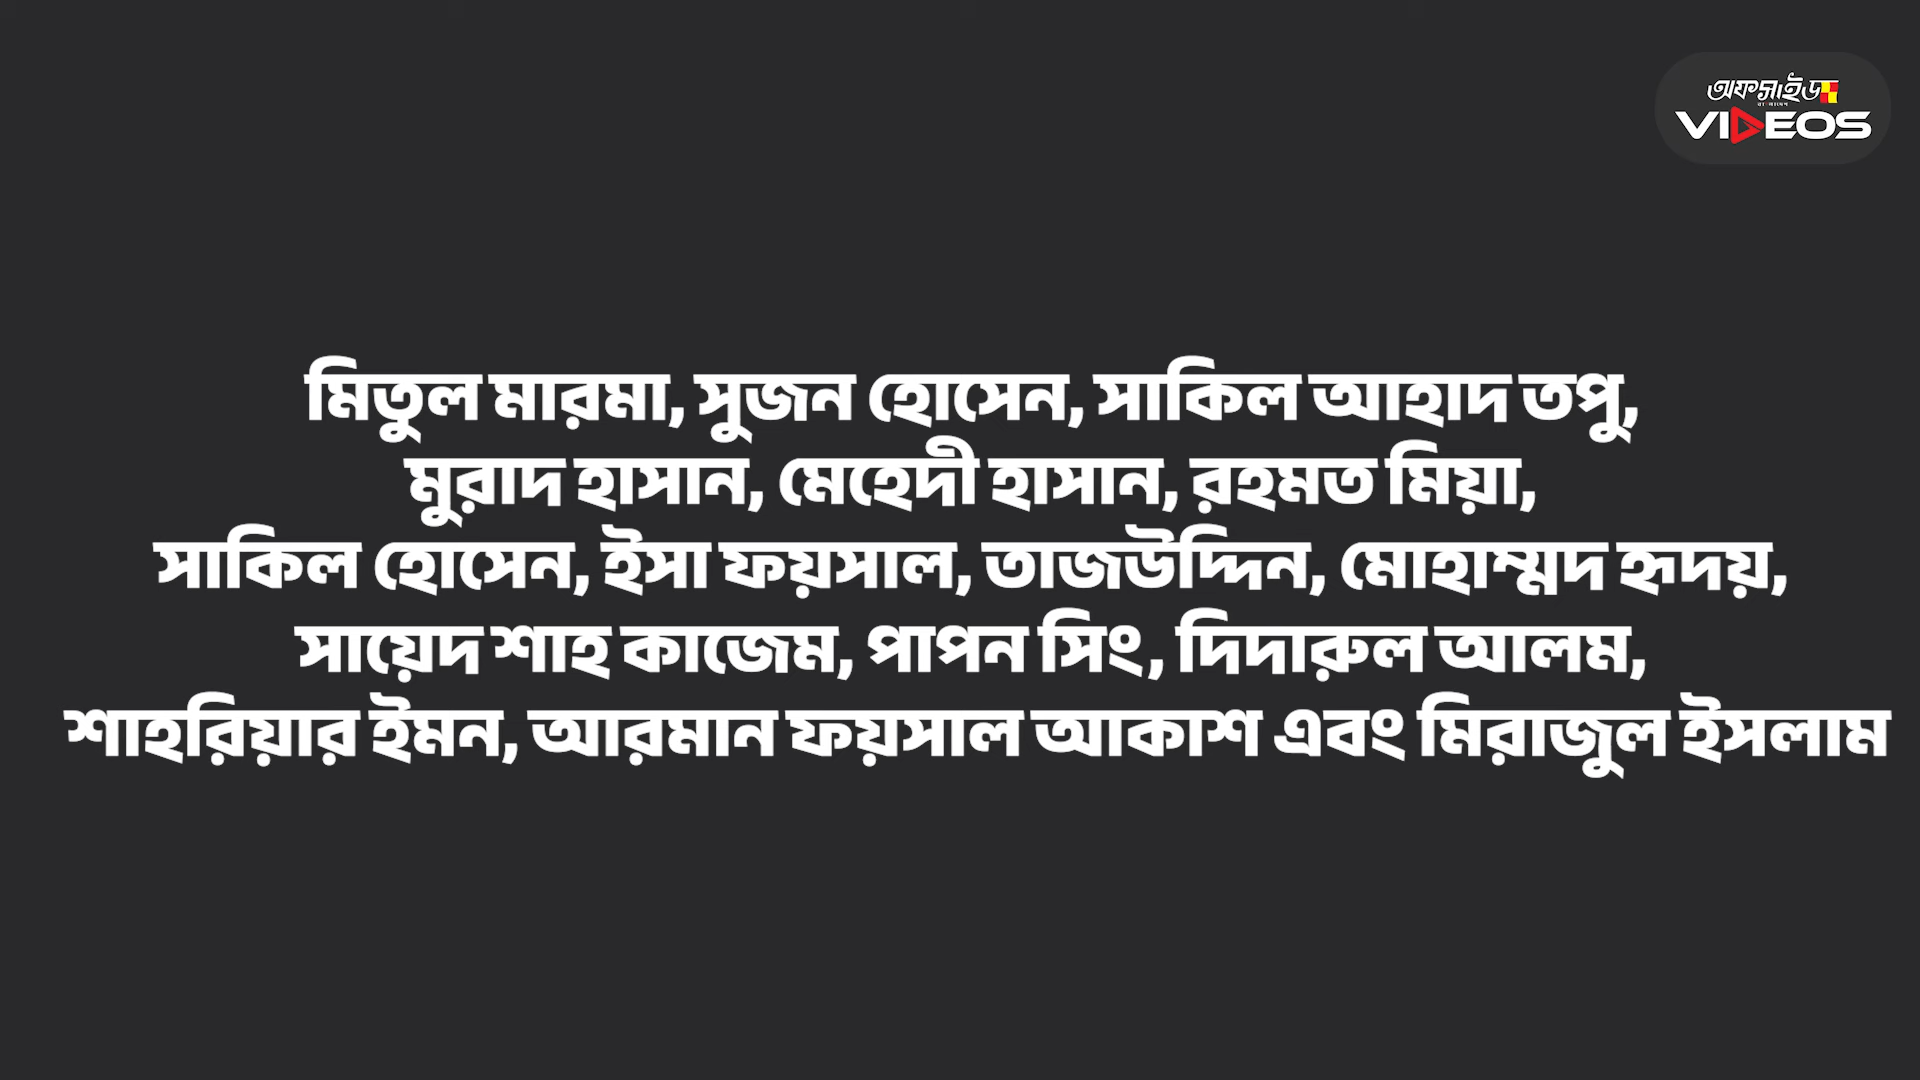 অফসাইড
VIDEOS
মিতুল মারমা, সুজন হোসেন, সাকিল আহাদ তপু,
মুরাদ হাসান, মেহেদী হাসান, রহমত মিয়া,
সাকিল হোসেন, ইসা ফয়সাল, তাজউদ্দিন, মোহাম্মদ হৃদয়,
সায়েদ শাহ কাজেম, পাপন সিং, দিদারুল আলম,
শাহরিয়ার ইমন, আরমান ফয়সাল আকাশ এবং মিরাজুল ইসলাম